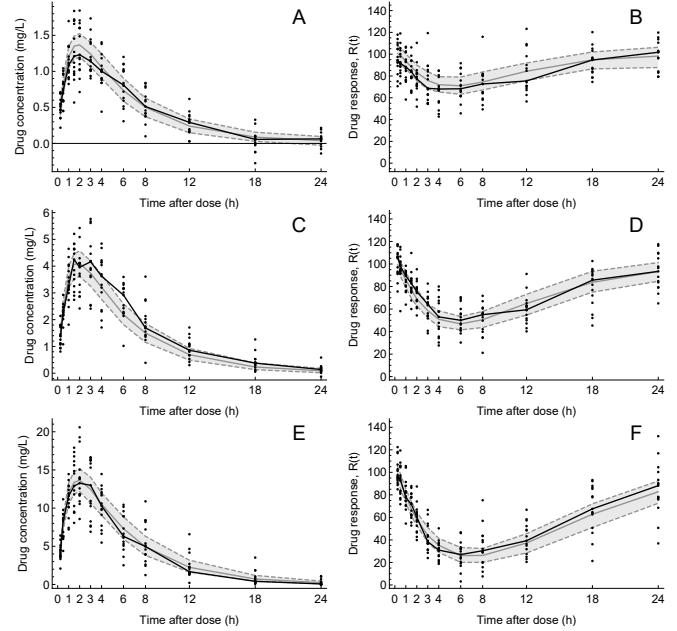 A
Drug concentration (mg/L)
1.5
1.0
0.5
0.0
0 1 2 3 4 6 8 12 18 24
Time after dose (h)
B
Drug response, R(t)
140
120
100
80
60
40
20
0
0 1 2 3 4 6 8 12 18 24
Time after dose (h)
C
Drug concentration (mg/L)
6
5
4
3
2
1
0
0 1 2 3 4 6 8 12 18 24
Time after dose (h)
D
Drug response, R(t)
140
120
100
80
60
40
20
0
0 1 2 3 4 6 8 12 18 24
Time after dose (h)
E
Drug concentration (mg/L)
20
15
10
5
0
0 1 2 3 4 6 8 12 18 24
Time after dose (h)
F
Drug response, R(t)
140
120
100
80
60
40
20
0
0 1 2 3 4 6 8 12 18 24
Time after dose (h)